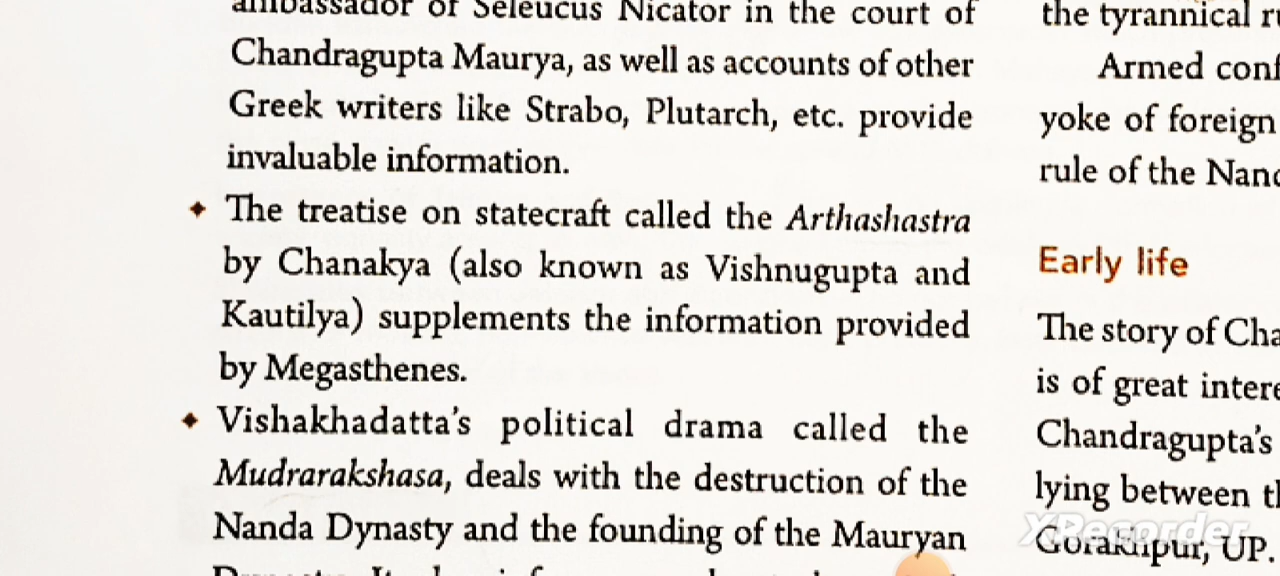 ambassador of Seleucus Nicator in the court of
Chandragupta Maurya, as well as accounts of other
Greek writers like Strabo, Plutarch, etc. provide
invaluable information.
✦ The treatise on statecraft called the Arthashastra
by Chanakya (also known as Vishnugupta and
Kautilya) supplements the information provided
by Megasthenes.
✦ Vishakhadatta's political drama called the
Mudrarakshasa, deals with the destruction of the
Nanda Dynasty and the founding of the Mauryan
the tyrannical
Armed
yoke of foreign
rule of the
Early life
The story of
is of great
Chandragupta's
lying between
Gorakhpur, UP.
XRecorder